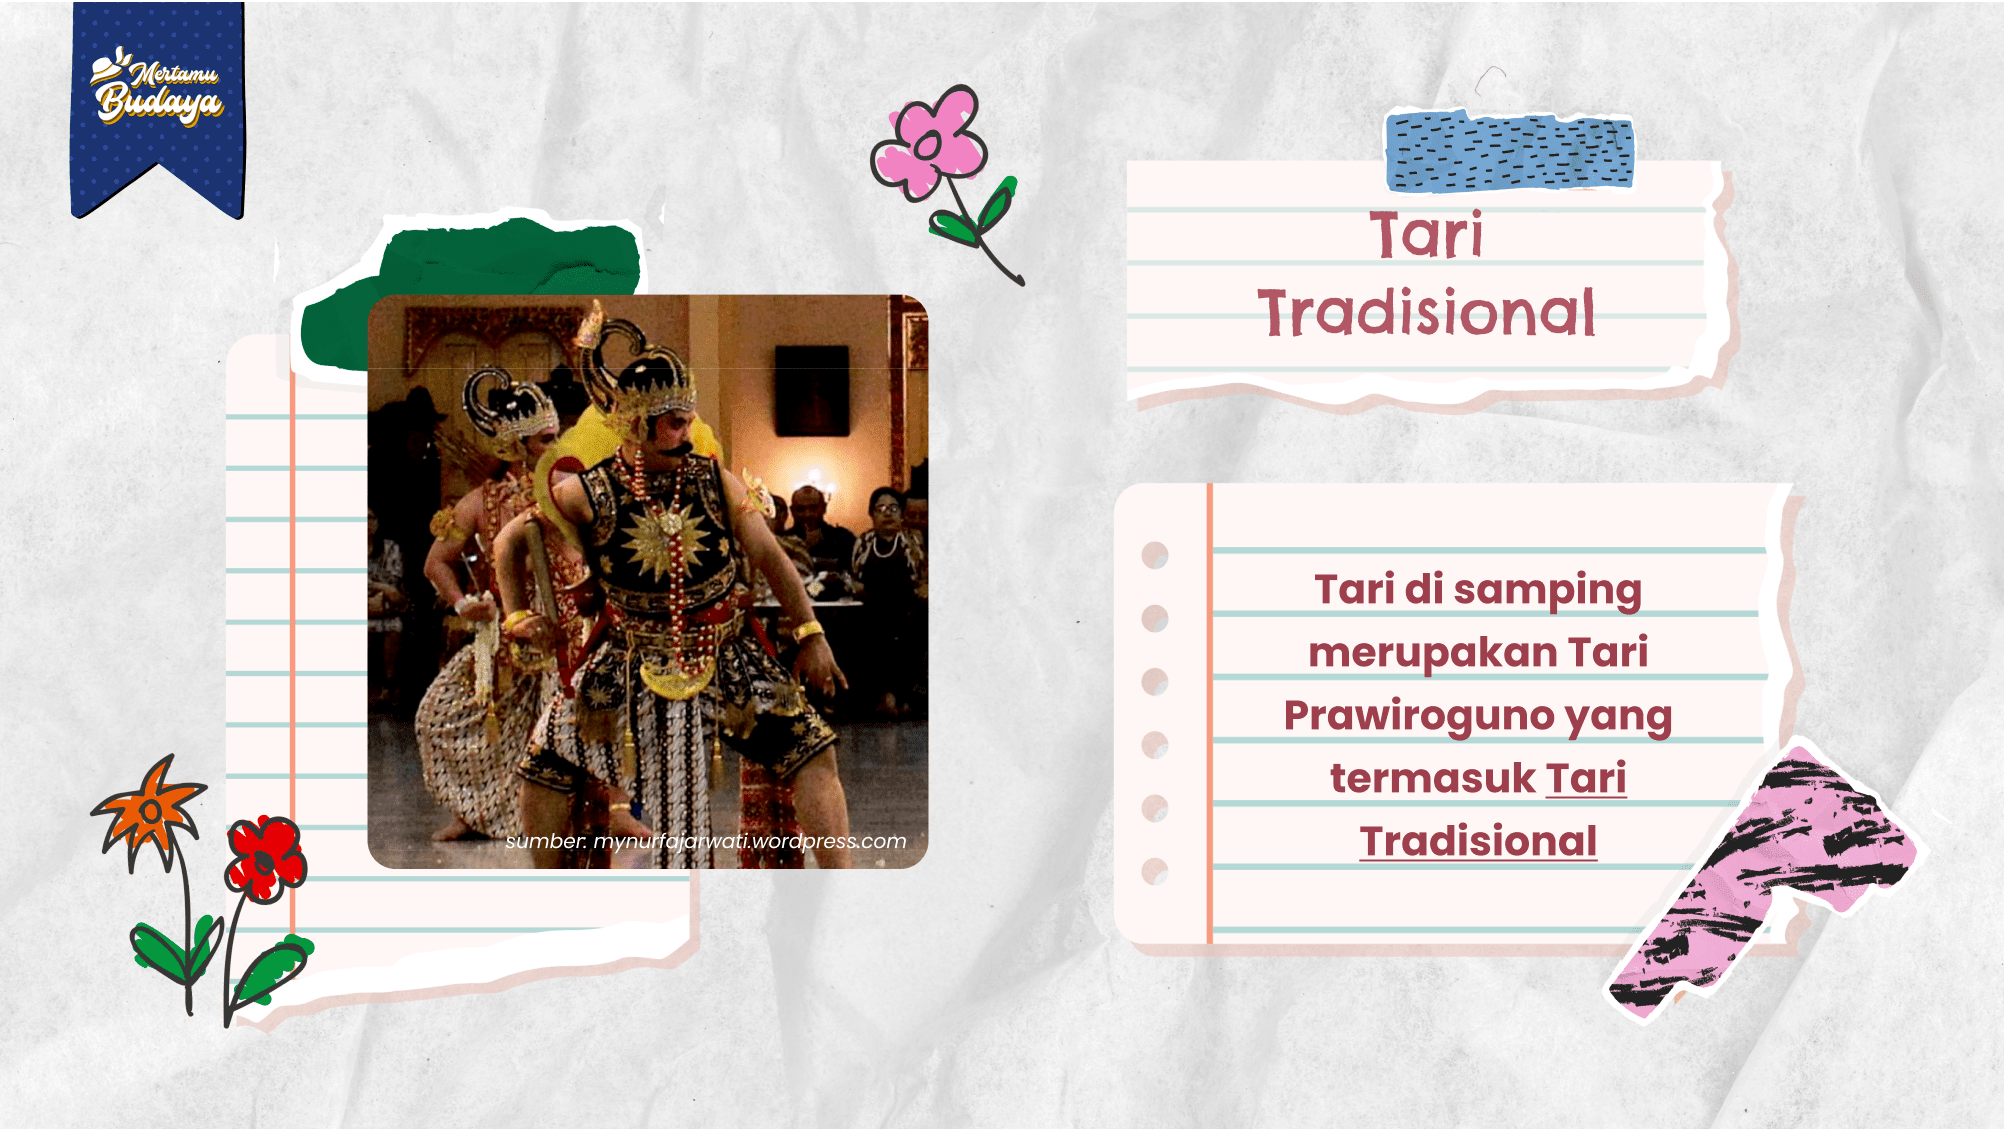 Mertamu
Budaya
Tari
Tradisional
sumber: mynurfajarwati.wordpress.com
Tari di samping
merupakan Tari
Prawiroguno yang
termasuk Tari
Tradisional